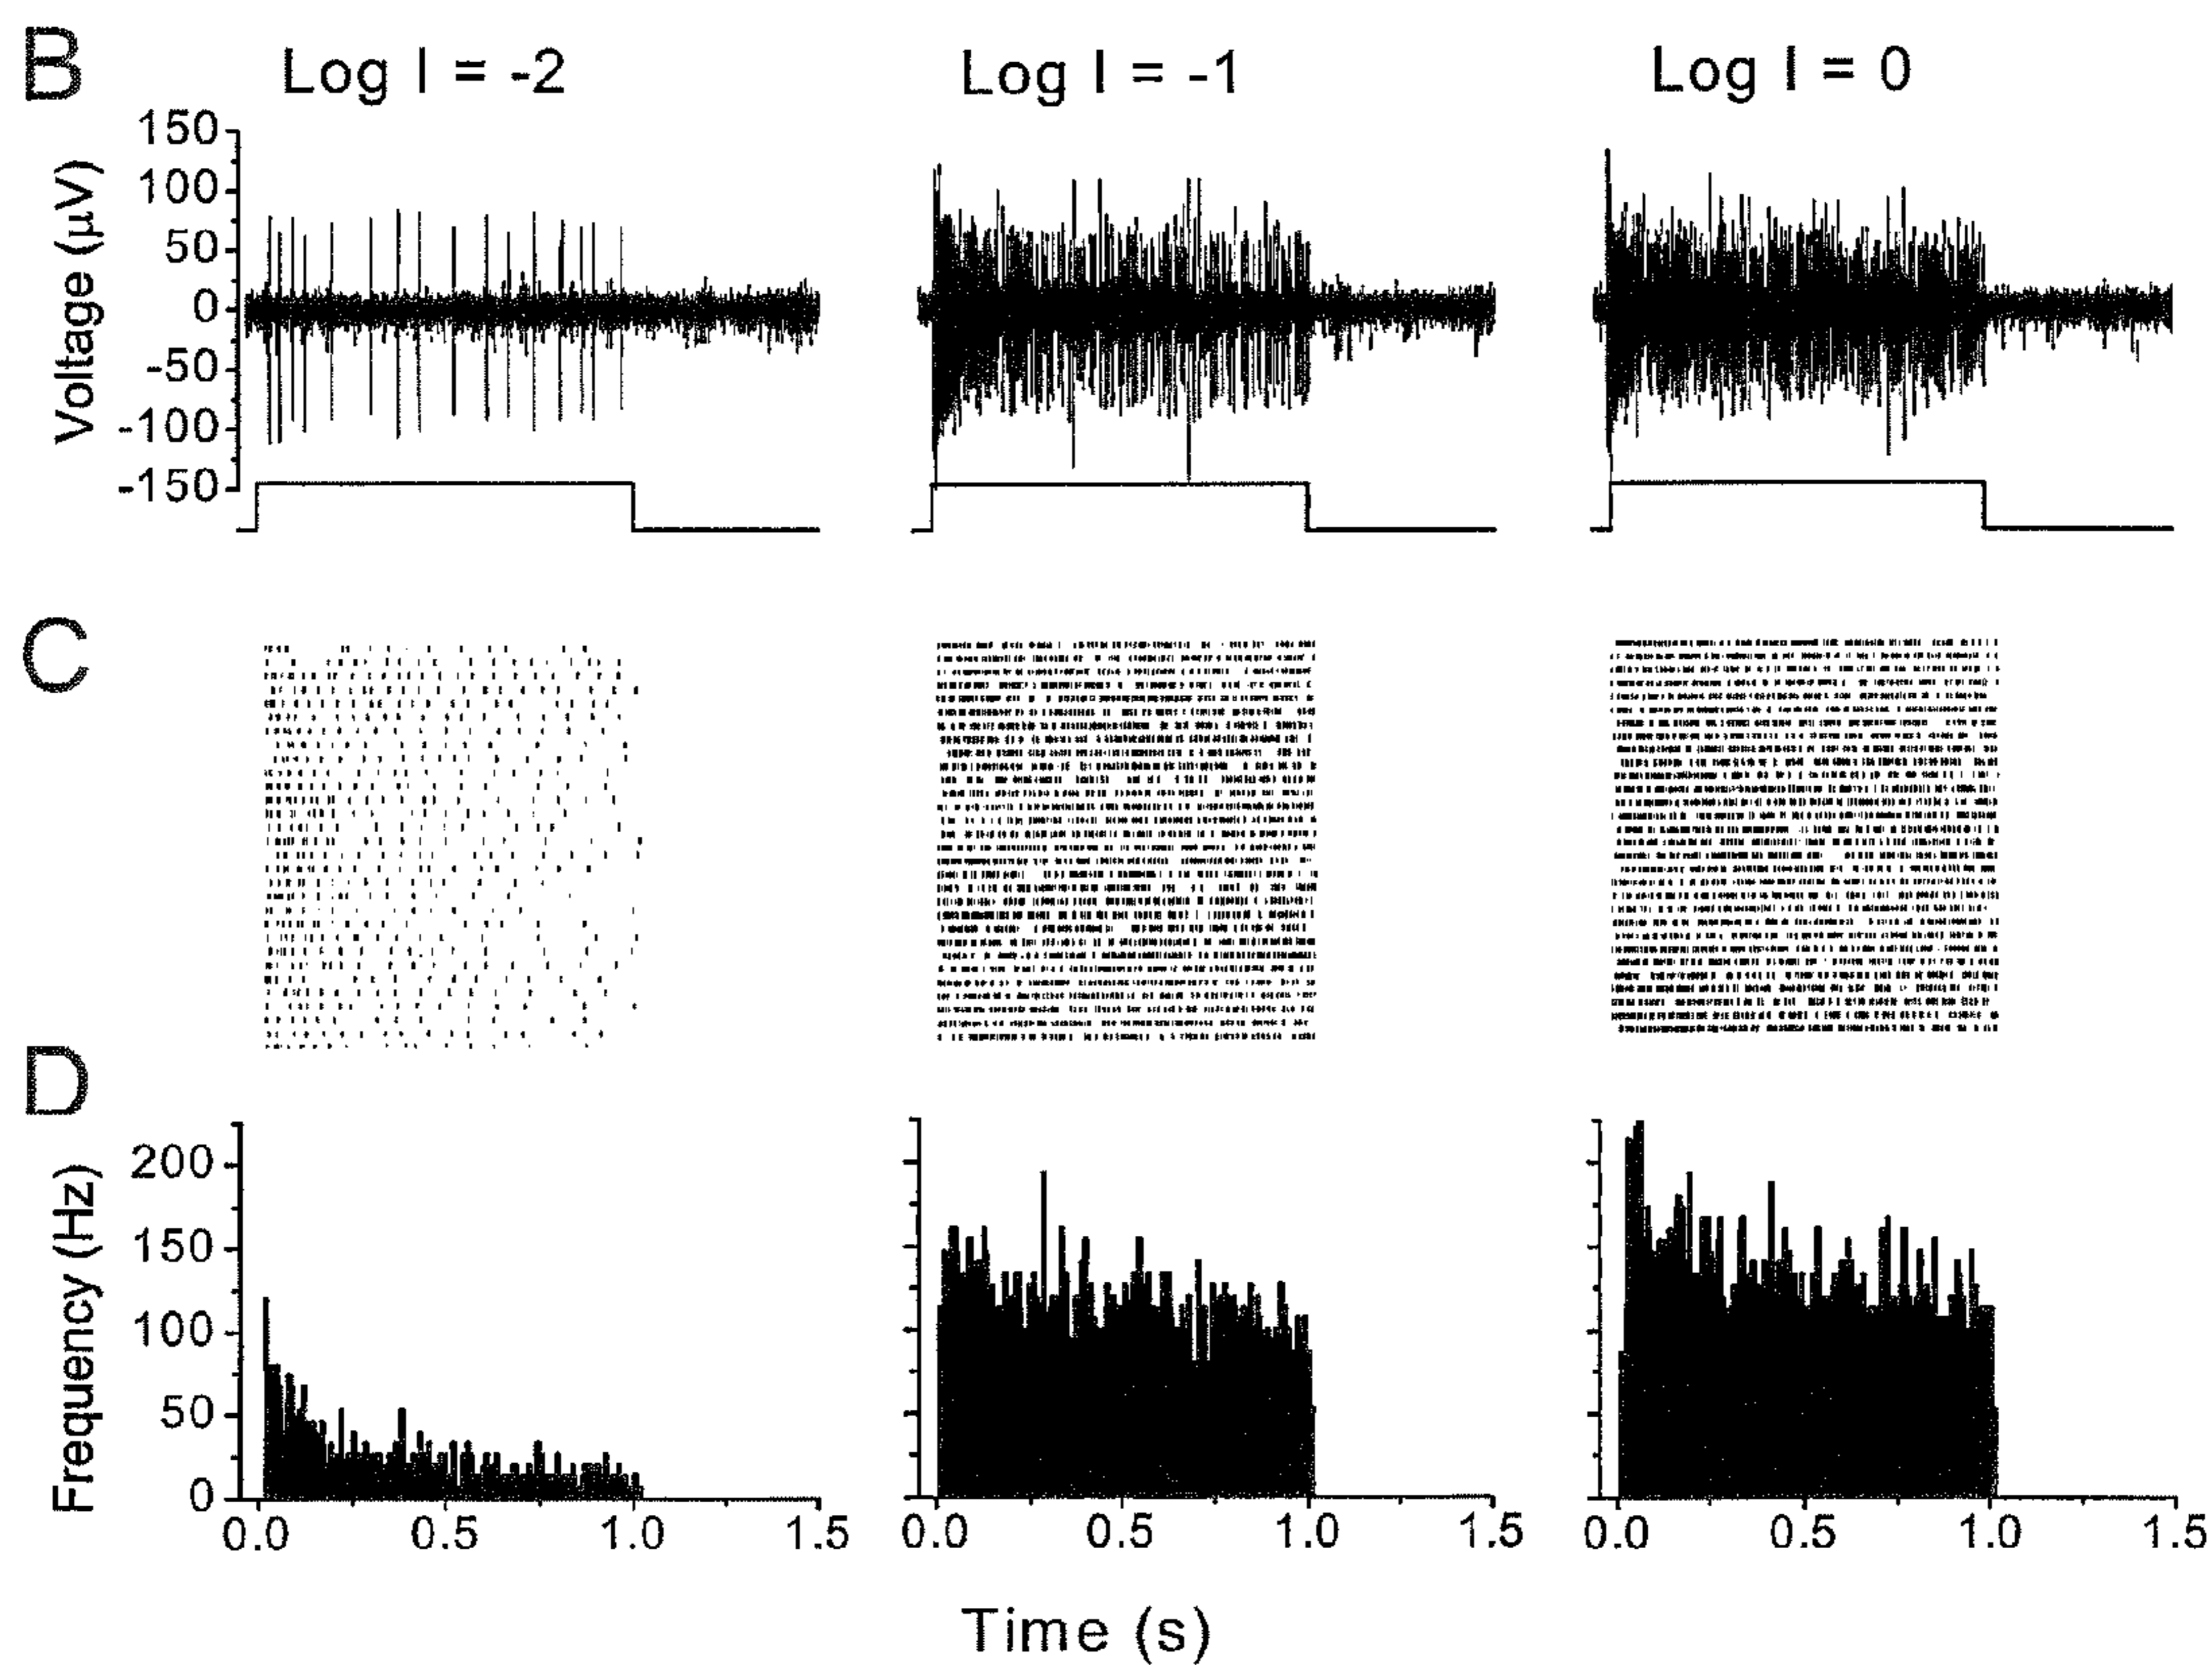 B
Log I = -2 Log I = -1 Log I = 0
Voltage (µV)
150
100
50
0
-50
-100
-150
C
D
Frequency (Hz)
200
150
100
50
0
0.0 0.5 1.0 1.5 0.0 0.5 1.0 1.5 0.0 0.5 1.0 1.5
Time (s)